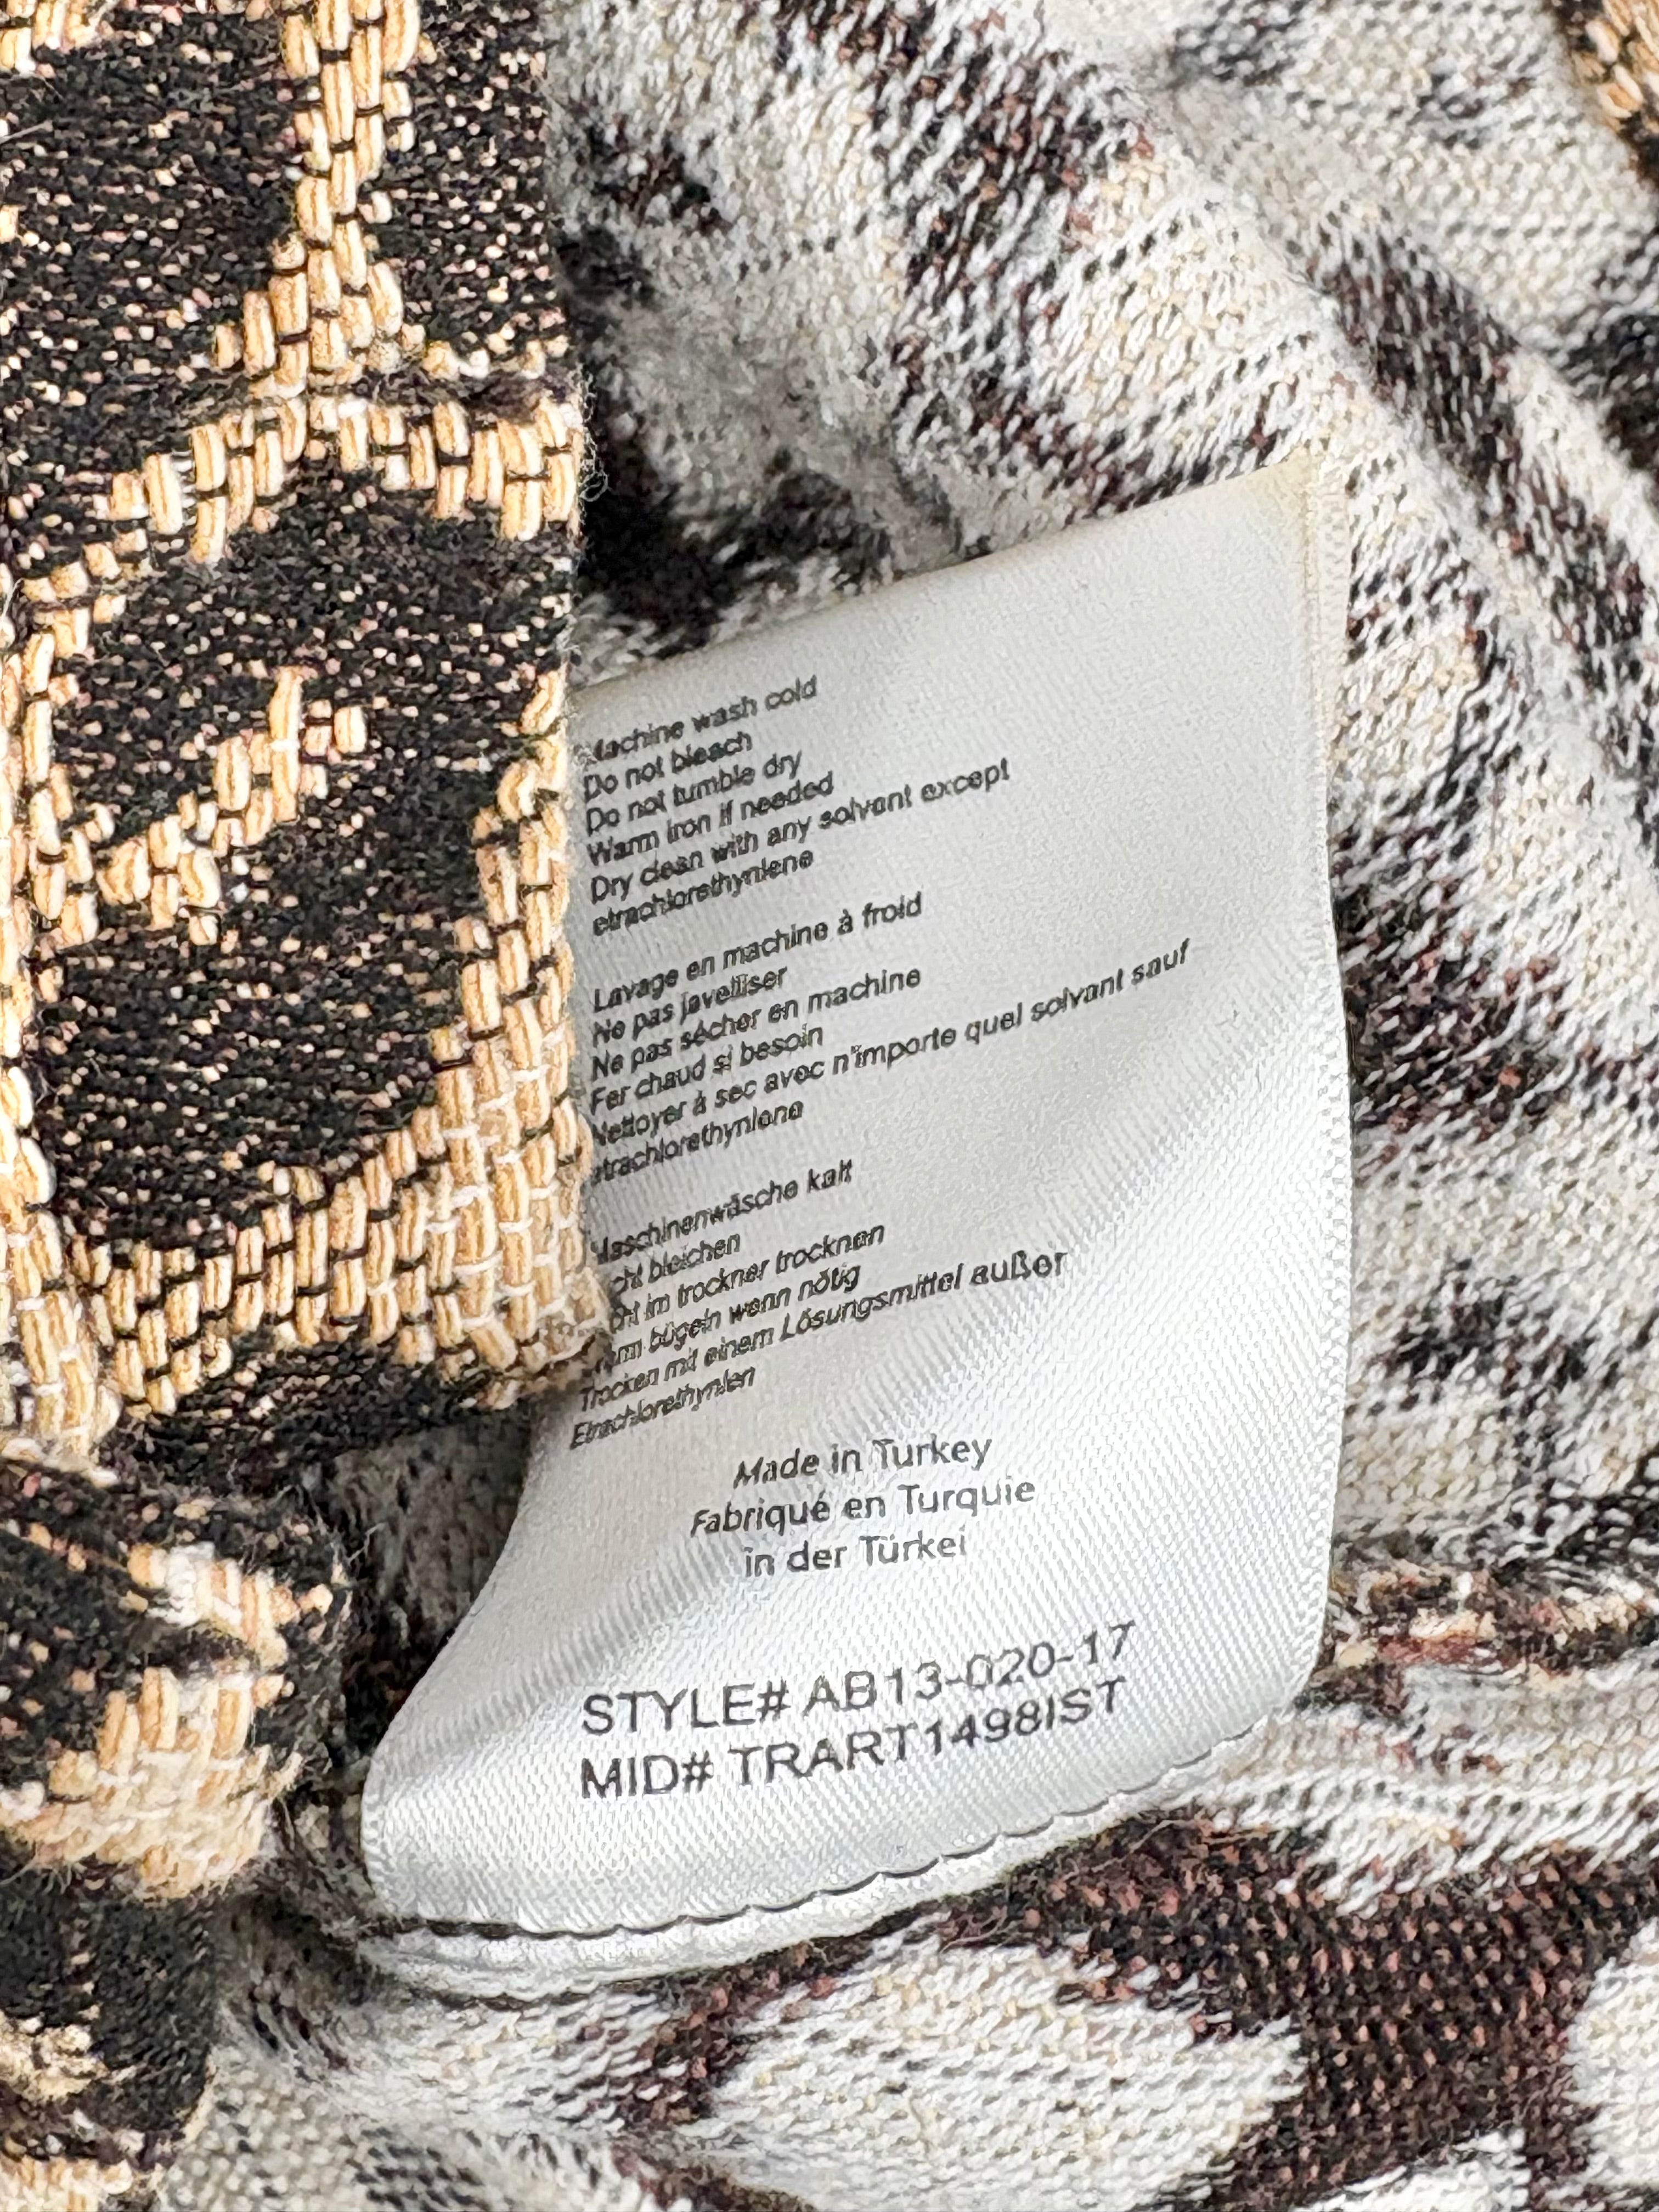 Machine wash cold
Do not bleach
Do not tumble dry
Warm iron if needed
Dry clean with any solvant except
etrachlorethynlene
Lavage en machine à froid
Ne pas javelliser
Ne pas sécher en machine
Fer chaud si besoin
Nettoyer à sec avec n'importe quel solvant sauf
etrachlorethynlene
Maschinenwäsche kalt
bleichen
im trockner trocknen
bügeln wenn nötig
Trocken mit einem Lösungsmittel außer
Etrachlorethynlen
Made in Turkey
Fabriqué en Turquie
in der Türkei
STYLE# AB13-020-17
MID# TRART1498IST